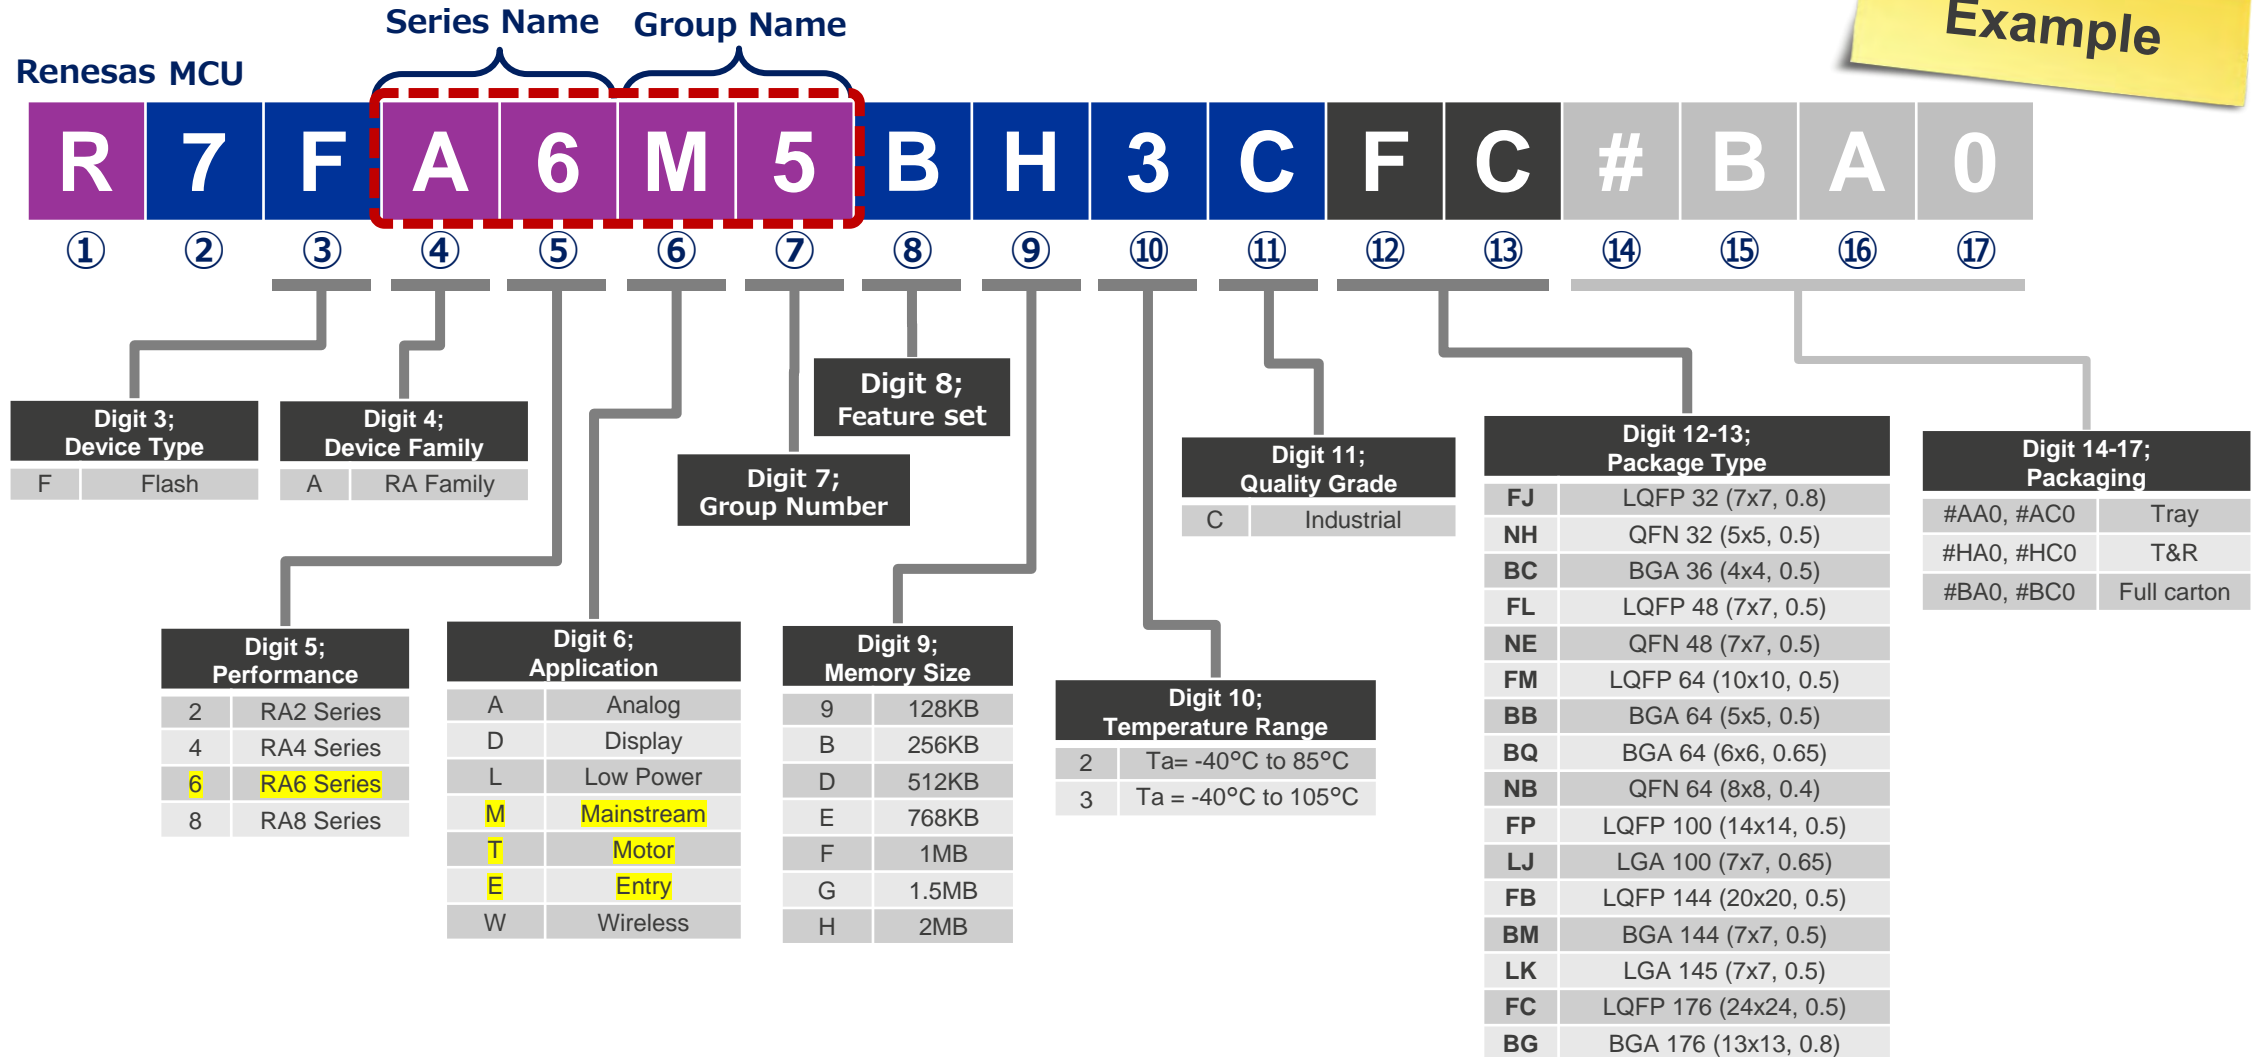 Example
Series Name Group Name
Renesas MCU
R 7 F A 6 M 5 B H 3 C F C # B A 0
① ② ③ ④ ⑤ ⑥ ⑦ ⑧ ⑨ ⑩ ⑪ ⑫ ⑬ ⑭ ⑮ ⑯ ⑰
Digit 3;
Device Type
F Flash
Digit 4;
Device Family
A RA Family
Digit 5;
Performance
2 RA2 Series
4 RA4 Series
6 RA6 Series
8 RA8 Series
Digit 6;
Application
A Analog
D Display
L Low Power
M Mainstream
T Motor
E Entry
W Wireless
Digit 7;
Group Number
Digit 8;
Feature set
Digit 9;
Memory Size
9 128KB
B 256KB
D 512KB
E 768KB
F 1MB
G 1.5MB
H 2MB
Digit 10;
Temperature Range
2 Ta= -40°C to 85°C
3 Ta = -40°C to 105°C
Digit 11;
Quality Grade
C Industrial
Digit 12-13;
Package Type
FJ LQFP 32 (7x7, 0.8)
NH QFN 32 (5x5, 0.5)
BC BGA 36 (4x4, 0.5)
FL LQFP 48 (7x7, 0.5)
NE QFN 48 (7x7, 0.5)
FM LQFP 64 (10x10, 0.5)
BB BGA 64 (5x5, 0.5)
BQ BGA 64 (6x6, 0.65)
NB QFN 64 (8x8, 0.4)
FP LQFP 100 (14x14, 0.5)
LJ LGA 100 (7x7, 0.65)
FB LQFP 144 (20x20, 0.5)
BM BGA 144 (7x7, 0.5)
LK LGA 145 (7x7, 0.5)
FC LQFP 176 (24x24, 0.5)
BG BGA 176 (13x13, 0.8)
Digit 14-17;
Packaging
#AA0, #AC0 Tray
#HA0, #HC0 T&R
#BA0, #BC0 Full carton